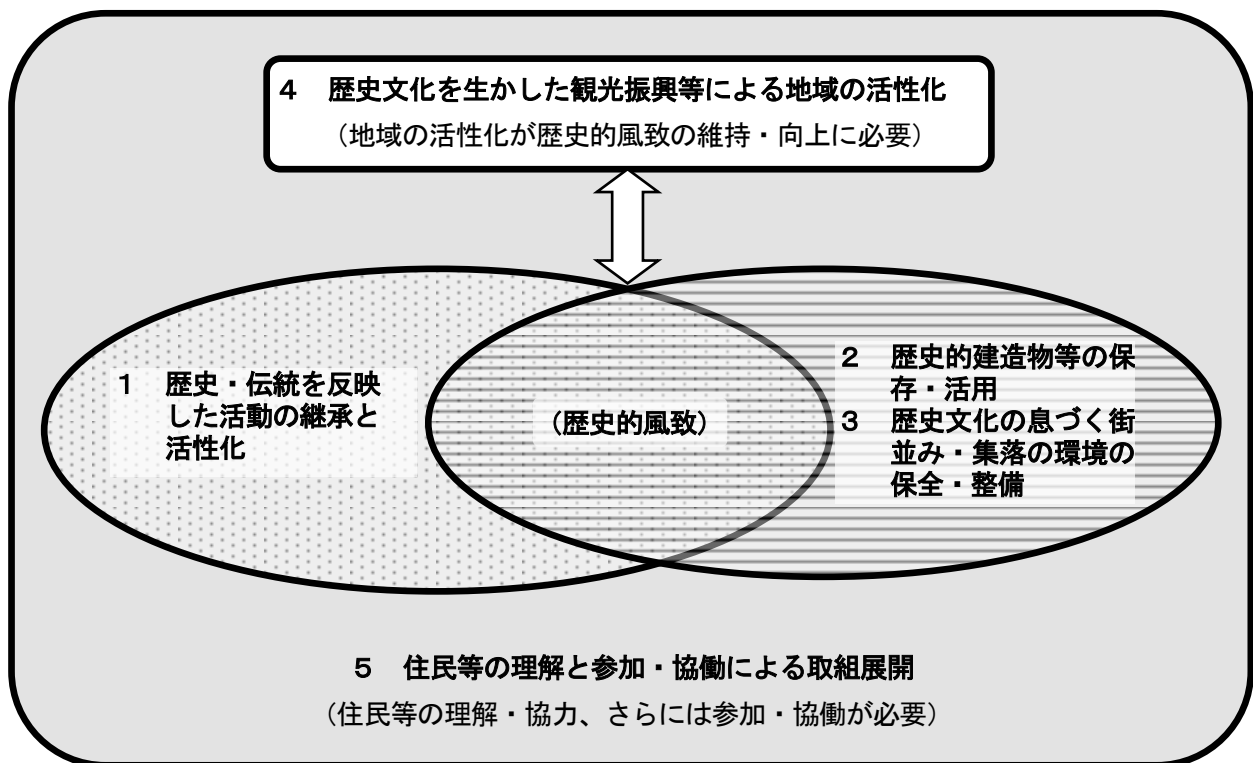 ４　歴史文化を生かした観光振興等による地域の活性化
（地域の活性化が歴史的風致の維持・向上に必要）
１　歴史・伝統を反映
した活動の継承と
活性化
（歴史的風致）
２　歴史的建造物等の保
存・活用
３　歴史文化の息づく街
並み・集落の環境の
保全・整備
５　住民等の理解と参加・協働による取組展開
（住民等の理解・協力、さらには参加・協働が必要）